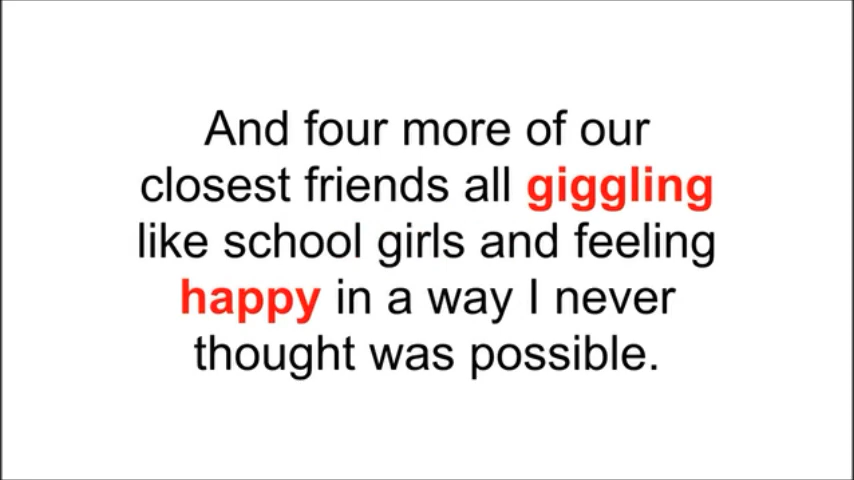 And four more of our
closest friends all giggling
like school girls and feeling
happy in a way I never
thought was possible.